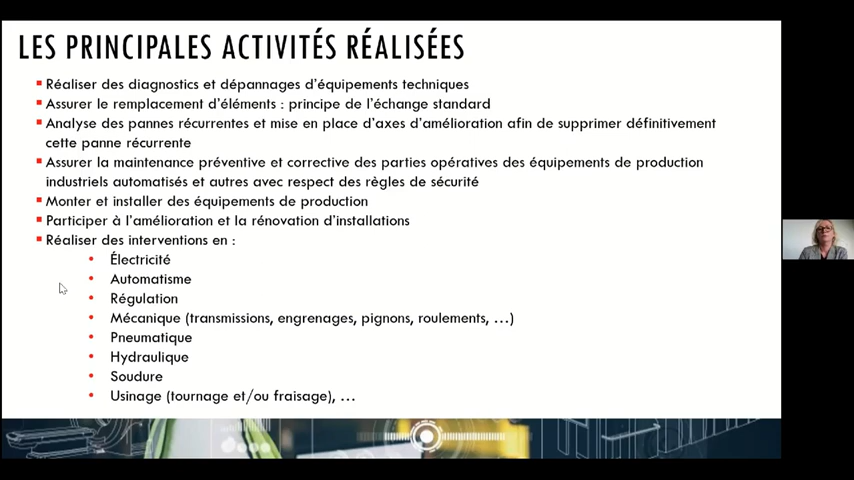 LES PRINCIPALES ACTIVITÉS RÉALISÉES
Réaliser des diagnostics et dépannages d'équipements techniques
Assurer le remplacement d'éléments : principe de l'échange standard
Analyse des pannes récurrentes et mise en place d'axes d'amélioration afin de supprimer définitivement
cette panne récurrente
Assurer la maintenance préventive et corrective des parties opératives des équipements de production
industriels automatisés et autres avec respect des règles de sécurité
Monter et installer des équipements de production
Participer à l'amélioration et la rénovation d'installations
Réaliser des interventions en :
Électricité
Automatisme
Régulation
Mécanique (transmissions, engrenages, pignons, roulements, …)
Pneumatique
Hydraulique
Soudure
Usinage (tournage et/ou fraisage), …